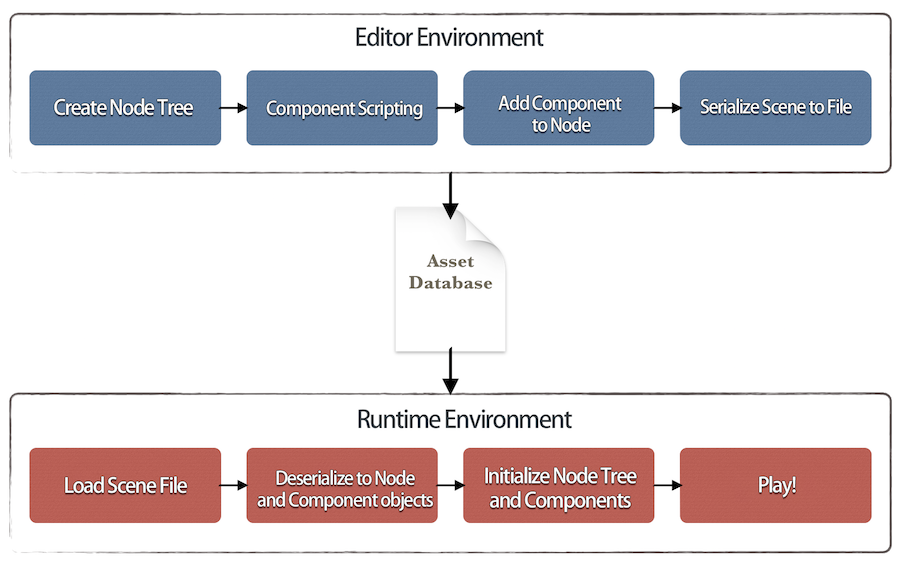 Editor Environment
Create Node Tree
Component Scripting
Add Component
to Node
Serialize Scene to File
Asset
Database
Runtime Environment
Load Scene File
Deserialize to Node
and Component objects
Initialize Node Tree
and Components
Play!